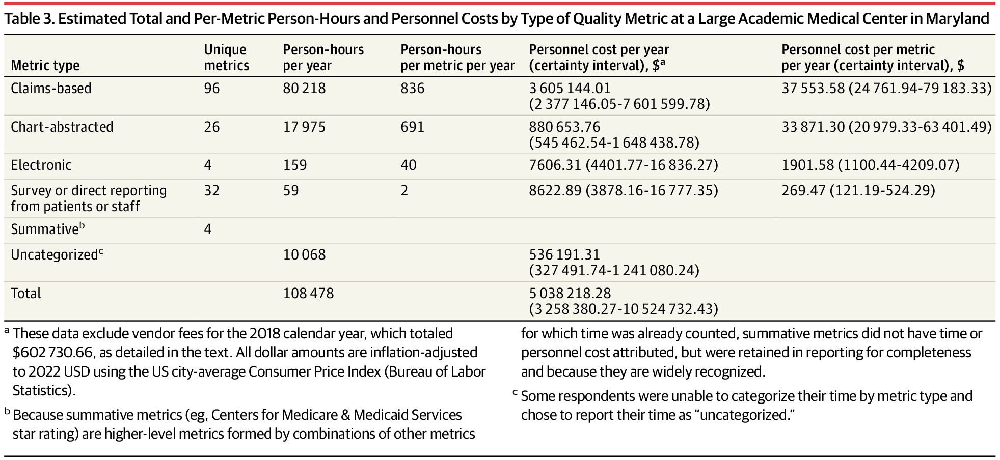 Table 3. Estimated Total and Per-Metric Person-Hours and Personnel Costs by Type of Quality Metric at a Large Academic Medical Center in Maryland
Metric type | Unique metrics | Person-hours per year | Person-hours per metric per year | Personnel cost per year (certainty interval), $a | Personnel cost per metric per year (certainty interval), $
Claims-based | 96 | 80 218 | 836 | 3 605 144.01 (2 377 146.05-7 601 599.78) | 37 553.58 (24 761.94-79 183.33)
Chart-abstracted | 26 | 17 975 | 691 | 880 653.76 (545 462.54-1 648 438.78) | 33 871.30 (20 979.33-63 401.49)
Electronic | 4 | 159 | 40 | 7606.31 (4401.77-16 836.27) | 1901.58 (1100.44-4209.07)
Survey or direct reporting from patients or staff | 32 | 59 | 2 | 8622.89 (3878.16-16 777.35) | 269.47 (121.19-524.29)
Summativeb | 4
Uncategorizedc | 10 068 | 536 191.31 (327 491.74-1 241 080.24)
Total | 108 478 | 5 038 218.28 (3 258 380.27-10 524 732.43)
a These data exclude vendor fees for the 2018 calendar year, which totaled
$602 730.66, as detailed in the text. All dollar amounts are inflation-adjusted
to 2022 USD using the US city-average Consumer Price Index (Bureau of Labor
Statistics).
b Because summative metrics (eg, Centers for Medicare & Medicaid Services
star rating) are higher-level metrics formed by combinations of other metrics
for which time was already counted, summative metrics did not have time or
personnel cost attributed, but were retained in reporting for completeness
and because they are widely recognized.
c Some respondents were unable to categorize their time by metric type and
chose to report their time as “uncategorized.”